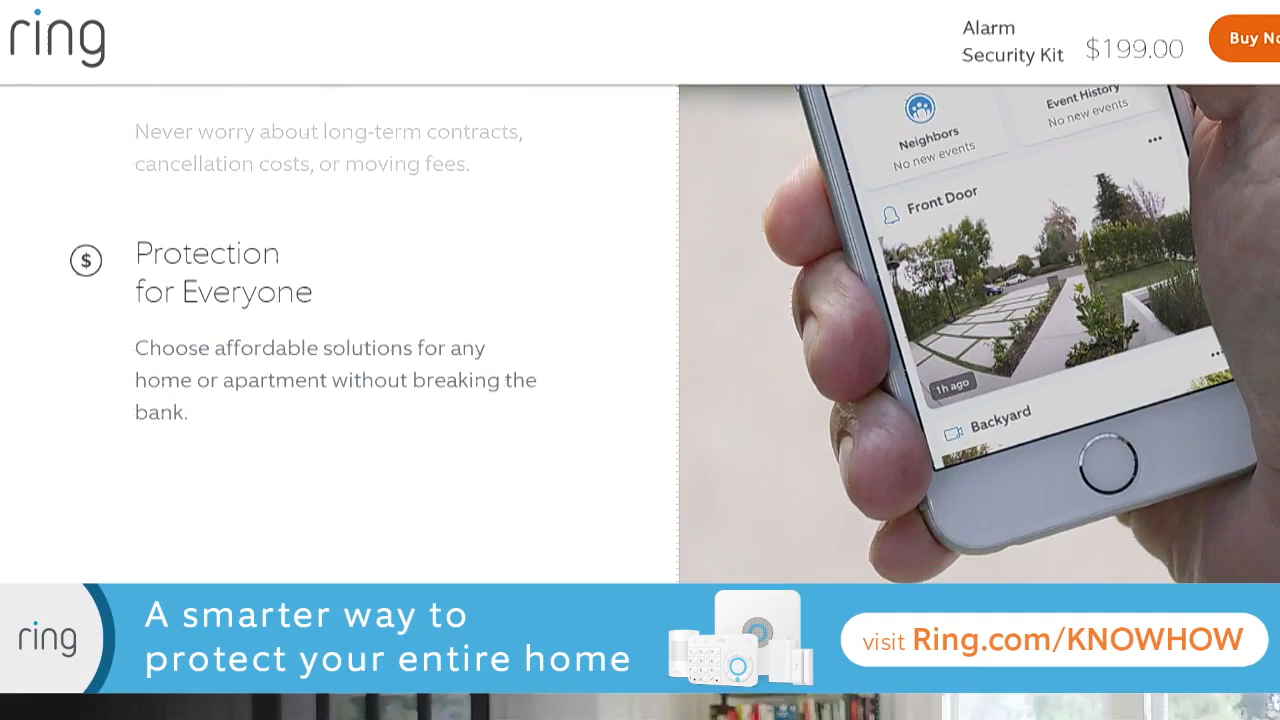 ring
Alarm
Security Kit
$199.00
Buy
Never worry about long-term contracts,
cancellation costs, or moving fees.
$
Protection
for Everyone
Choose affordable solutions for any
home or apartment without breaking the
bank.
Neighbors
No new events
Event History
No new events
Front Door
1h ago
Backyard
ring
A smarter way to
protect your entire home
visit Ring.com/KNOWHOW